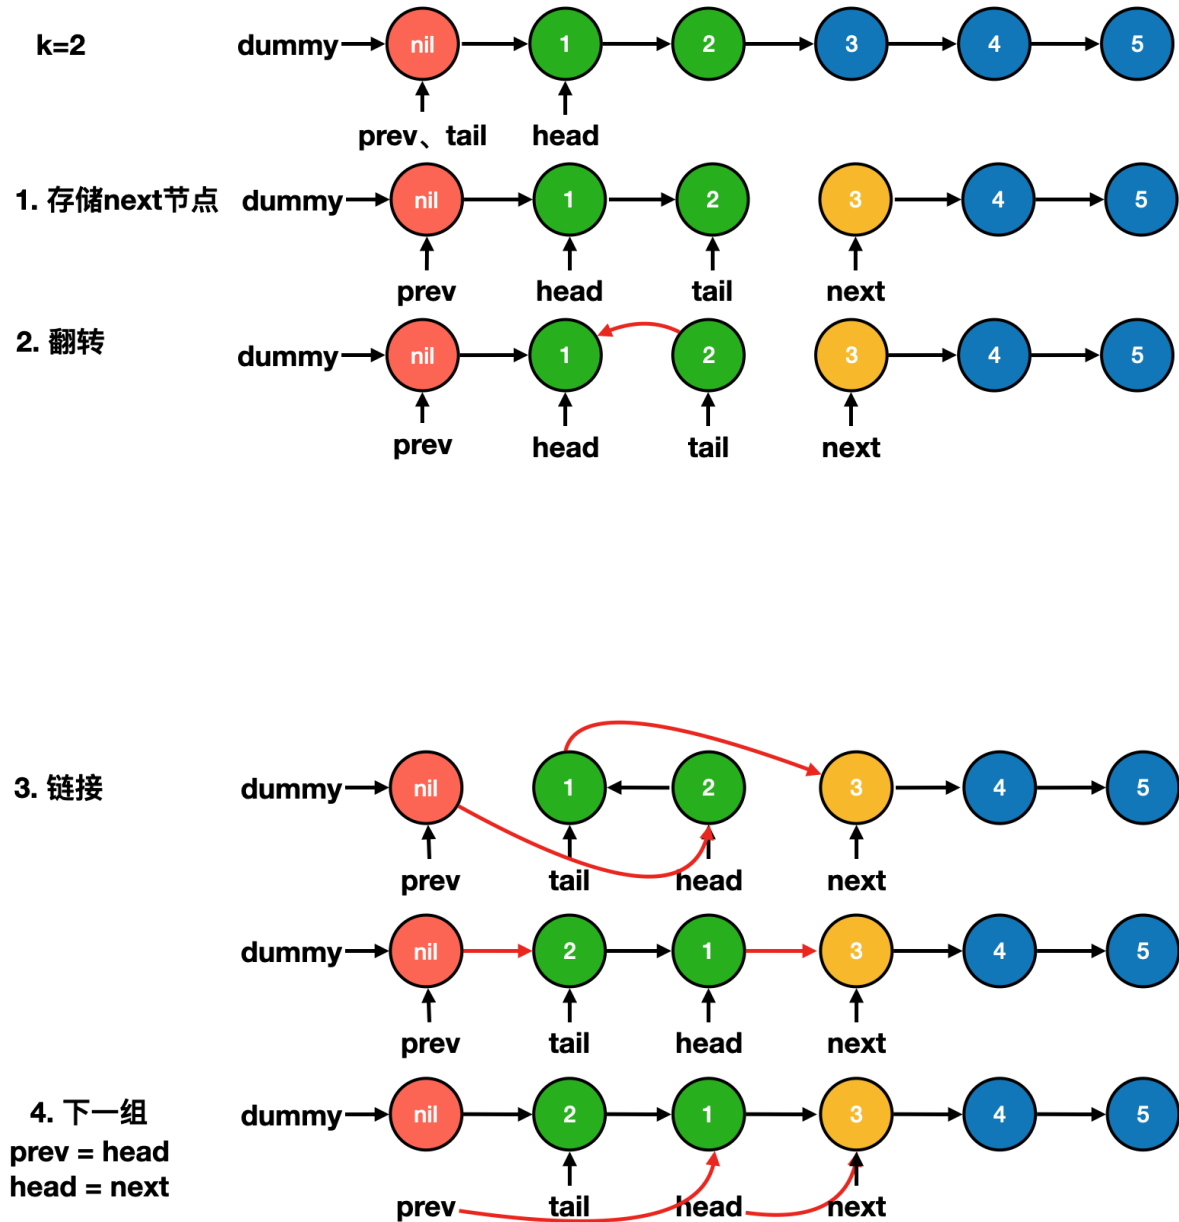 k=2 dummy nil 1 2 3 4 5
prev、tail head
1. 存储next节点 dummy nil 1 2 3 4 5
prev head tail next
2. 翻转 dummy nil 1 2 3 4 5
prev head tail next
3. 链接 dummy nil 1 2 3 4 5
prev tail head next
dummy nil 2 1 3 4 5
prev tail head next
4. 下一组 dummy nil 2 1 3 4 5
prev = head
head = next
prev tail head next